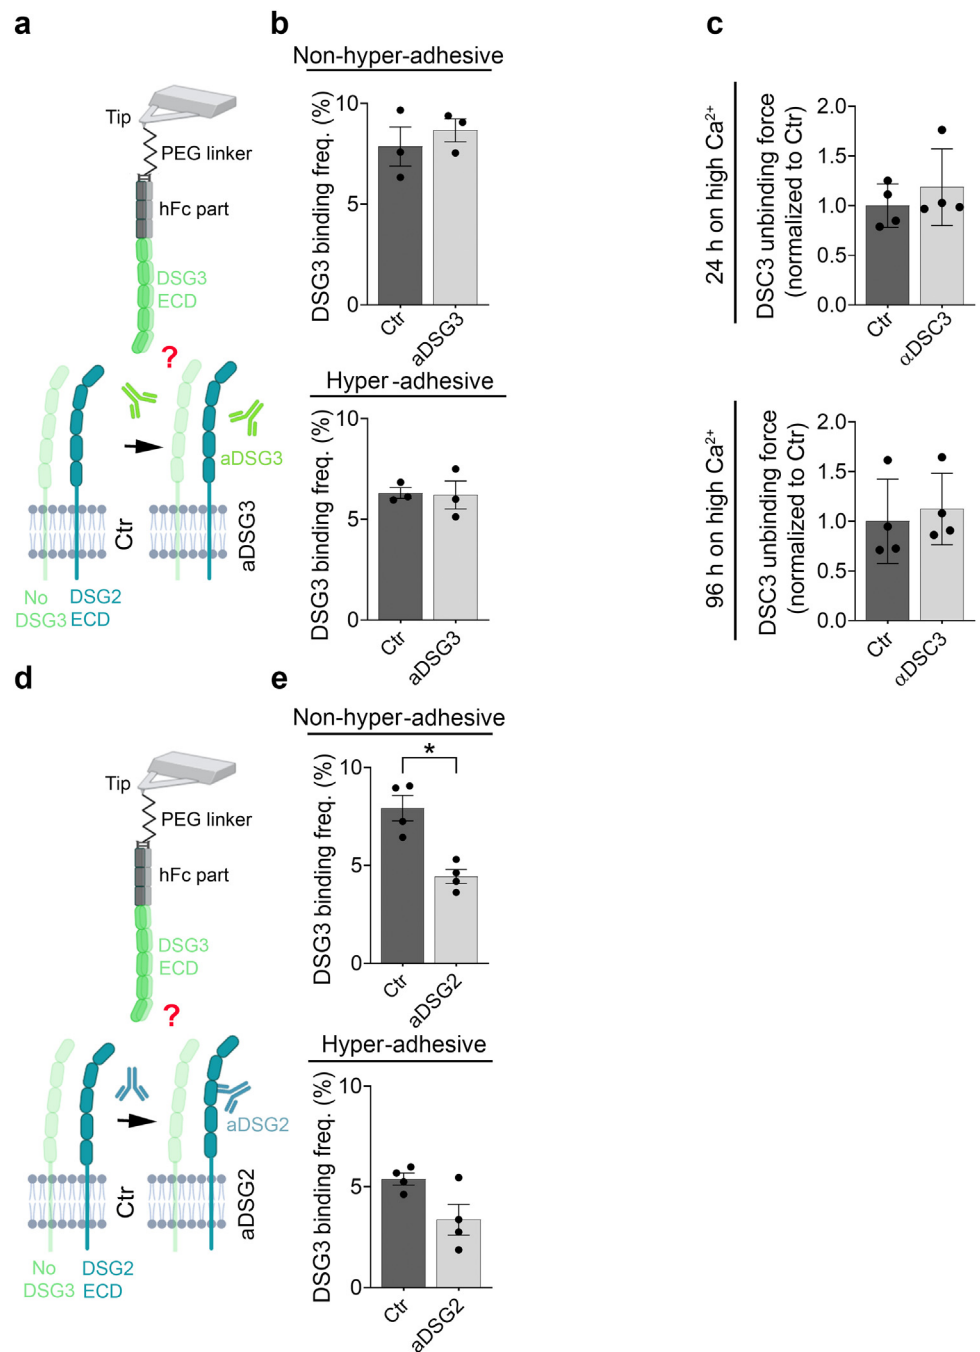 a
Tip
PEG linker
hFc part
DSG3
ECD
?
aDSG3
Ctr
aDSG3
No
DSG3
DSG2
ECD
b
Non-hyper-adhesive
DSG3 binding freq. (%)
10
5
0
Ctr
aDSG3
Hyper-adhesive
DSG3 binding freq. (%)
10
5
0
Ctr
aDSG3
c
24 h on high Ca²⁺
DSC3 unbinding force
(normalized to Ctr)
2.0
1.5
1.0
0.5
0.0
Ctr
αDSC3
96 h on high Ca²⁺
DSC3 unbinding force
(normalized to Ctr)
2.0
1.5
1.0
0.5
0.0
Ctr
αDSC3
d
Tip
PEG linker
hFc part
DSG3
ECD
?
aDSG2
Ctr
aDSG2
No
DSG3
DSG2
ECD
e
Non-hyper-adhesive
DSG3 binding freq. (%)
10
5
0
*
Ctr
aDSG2
Hyper-adhesive
DSG3 binding freq. (%)
10
5
0
Ctr
aDSG2